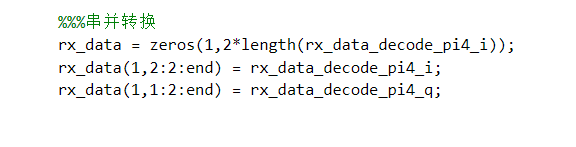 %%%串并转换
rx_data = zeros(1,2*length(rx_data_decode_pi4_i));
rx_data(1,2:2:end) = rx_data_decode_pi4_i;
rx_data(1,1:2:end) = rx_data_decode_pi4_q;